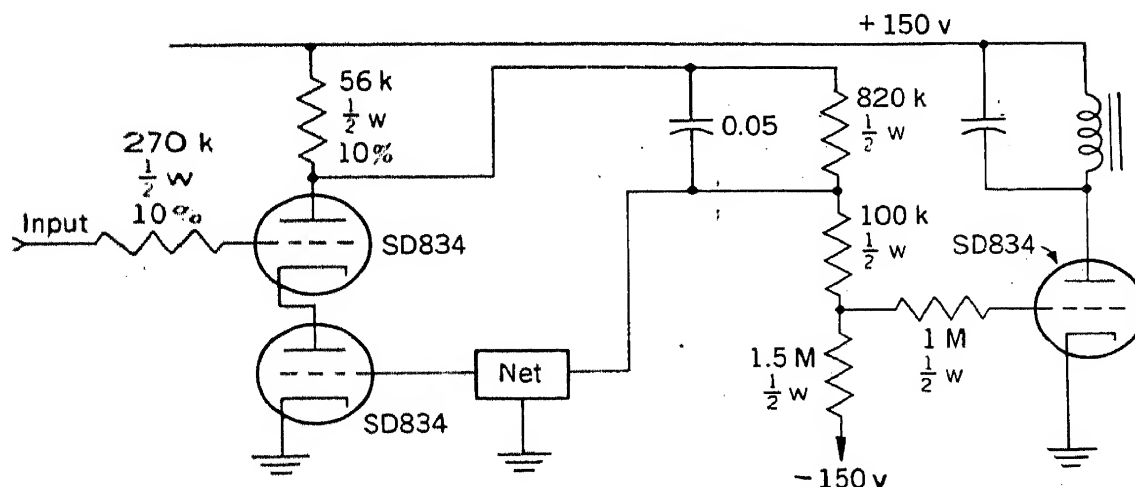 + 150 v
56 k
1/2 w
10%
270 k
1/2 w
10%
Input
SD834
SD834
Net
0.05
820 k
1/2 w
100 k
1/2 w
1.5 M
1/2 w
1 M
1/2 w
SD834
− 150 v